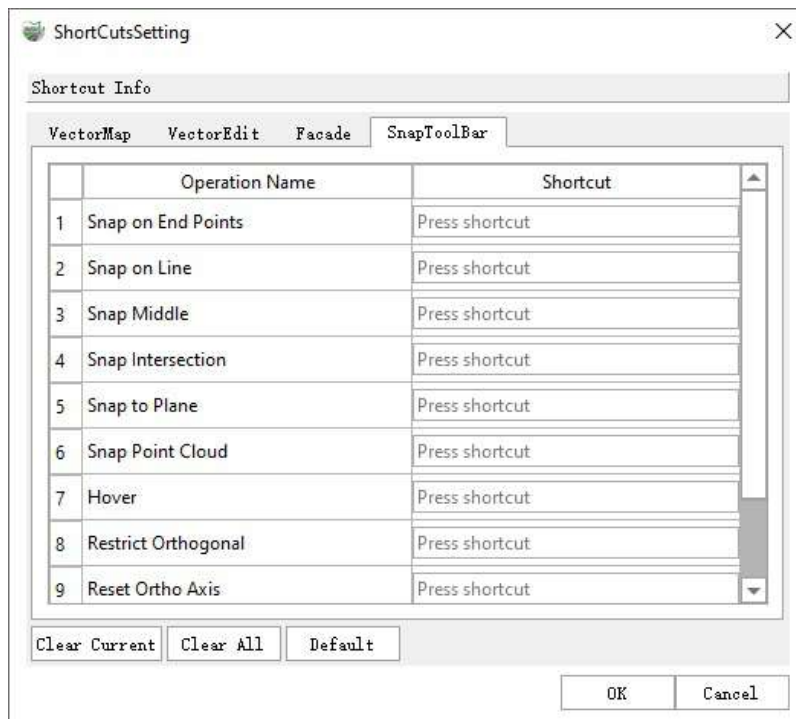 ShortCutsSetting
Shortcut Info
VectorMap VectorEdit Facade SnapToolBar
Operation Name Shortcut
1 Snap on End Points Press shortcut
2 Snap on Line Press shortcut
3 Snap Middle Press shortcut
4 Snap Intersection Press shortcut
5 Snap to Plane Press shortcut
6 Snap Point Cloud Press shortcut
7 Hover Press shortcut
8 Restrict Orthogonal Press shortcut
9 Reset Ortho Axis Press shortcut
Clear Current Clear All Default
OK Cancel